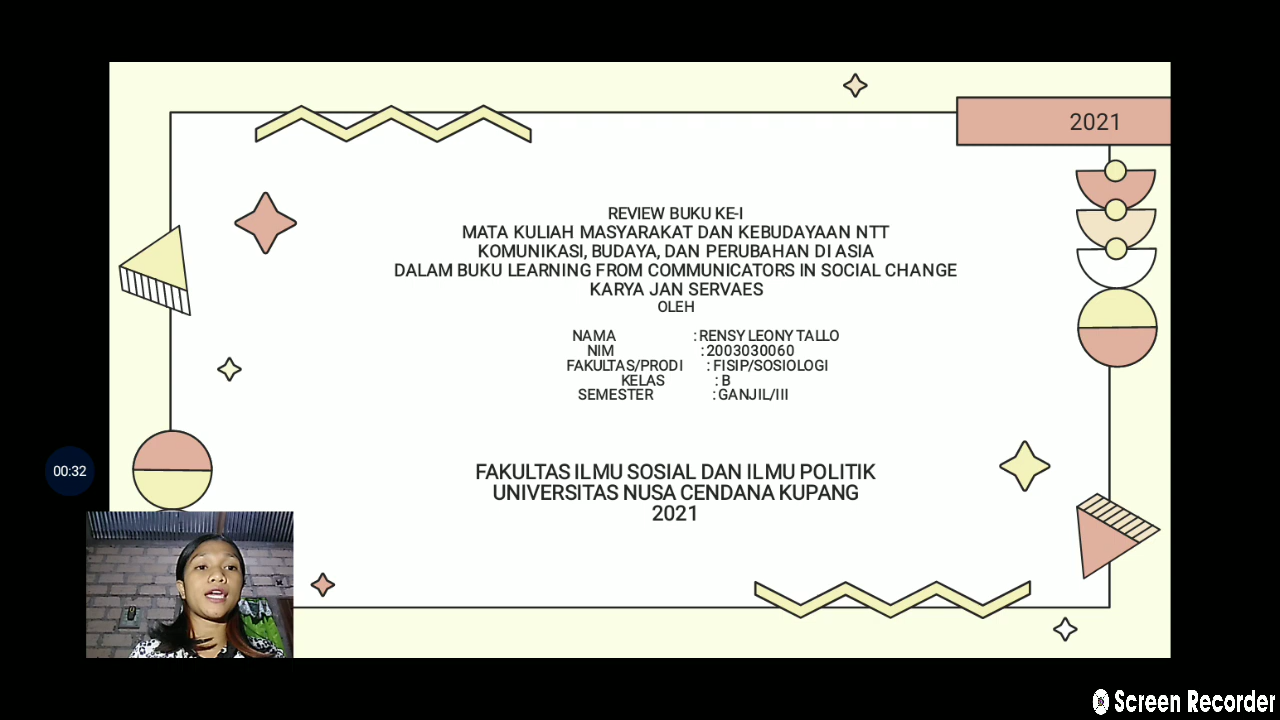 2021
REVIEW BUKU KE-I
MATA KULIAH MASYARAKAT DAN KEBUDAYAAN NTT
KOMUNIKASI, BUDAYA, DAN PERUBAHAN DI ASIA
DALAM BUKU LEARNING FROM COMMUNICATORS IN SOCIAL CHANGE
KARYA JAN SERVAES
OLEH
NAMA : RENSY LEONY TALLO
NIM : 2003030060
FAKULTAS/PRODI : FISIP/SOSIOLOGI
KELAS : B
SEMESTER : GANJIL/III
FAKULTAS ILMU SOSIAL DAN ILMU POLITIK
UNIVERSITAS NUSA CENDANA KUPANG
2021
00:32
Screen Recorder